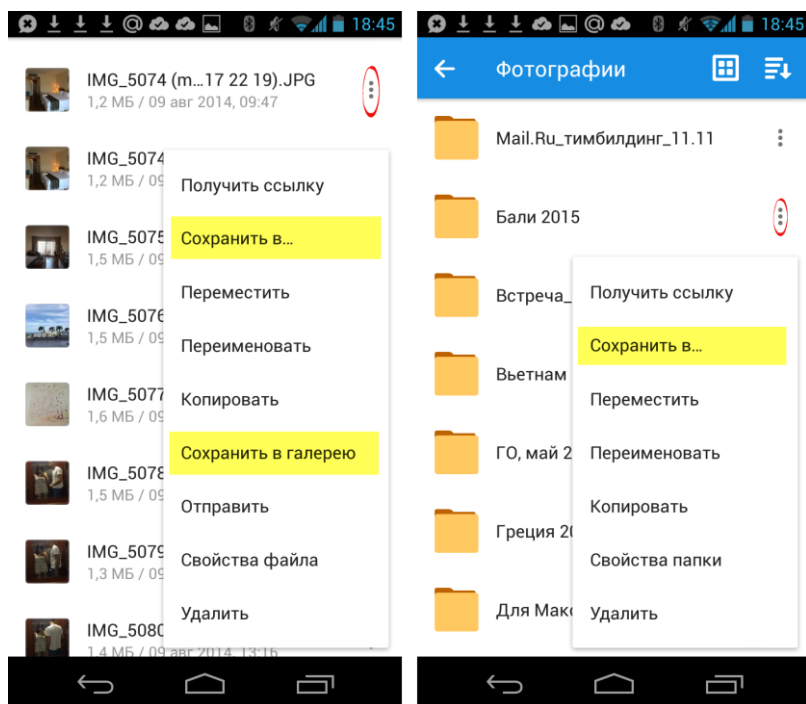 18:45
IMG_5074 (m...17 22 19).JPG
1,2 МБ / 09 авг 2014, 09:47
IMG_5074
1,2 МБ / 09
IMG_5075
1,5 МБ / 09
IMG_5076
1,5 МБ / 09
IMG_5077
1,6 МБ / 09
IMG_5078
1,5 МБ / 09
IMG_5079
1,3 МБ / 09
IMG_5080
1,4 МБ / 09 авг 2014, 13:16
Получить ссылку
Сохранить в...
Переместить
Переименовать
Копировать
Сохранить в галерею
Отправить
Свойства файла
Удалить
18:45
Фотографии
Mail.Ru_тимбилдинг_11.11
Бали 2015
Встреча_
Вьетнам
ГО, май 2
Греция 20
Для Макс
Получить ссылку
Сохранить в...
Переместить
Переименовать
Копировать
Свойства папки
Удалить